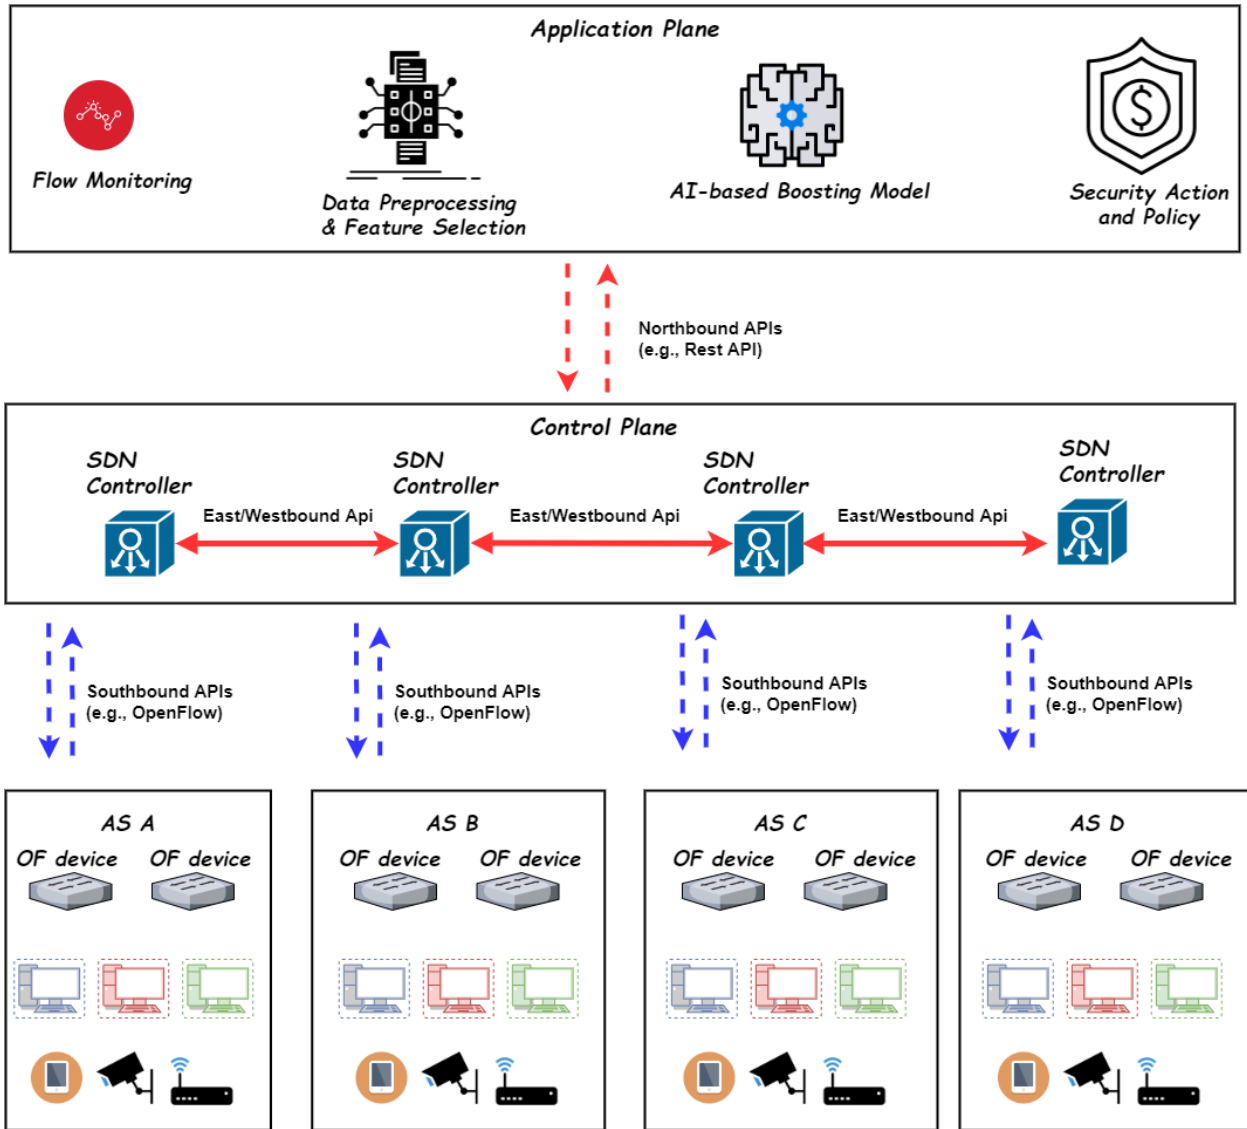 Application Plane
Flow Monitoring
Data Preprocessing
& Feature Selection
AI-based Boosting Model
Security Action
and Policy
$
Northbound APIs
(e.g., Rest API)
Control Plane
SDN
Controller
SDN
Controller
SDN
Controller
SDN
Controller
East/Westbound Api
East/Westbound Api
East/Westbound Api
Southbound APIs
(e.g., OpenFlow)
Southbound APIs
(e.g., OpenFlow)
Southbound APIs
(e.g., OpenFlow)
Southbound APIs
(e.g., OpenFlow)
AS A
OF device
OF device
AS B
OF device
OF device
AS C
OF device
OF device
AS D
OF device
OF device